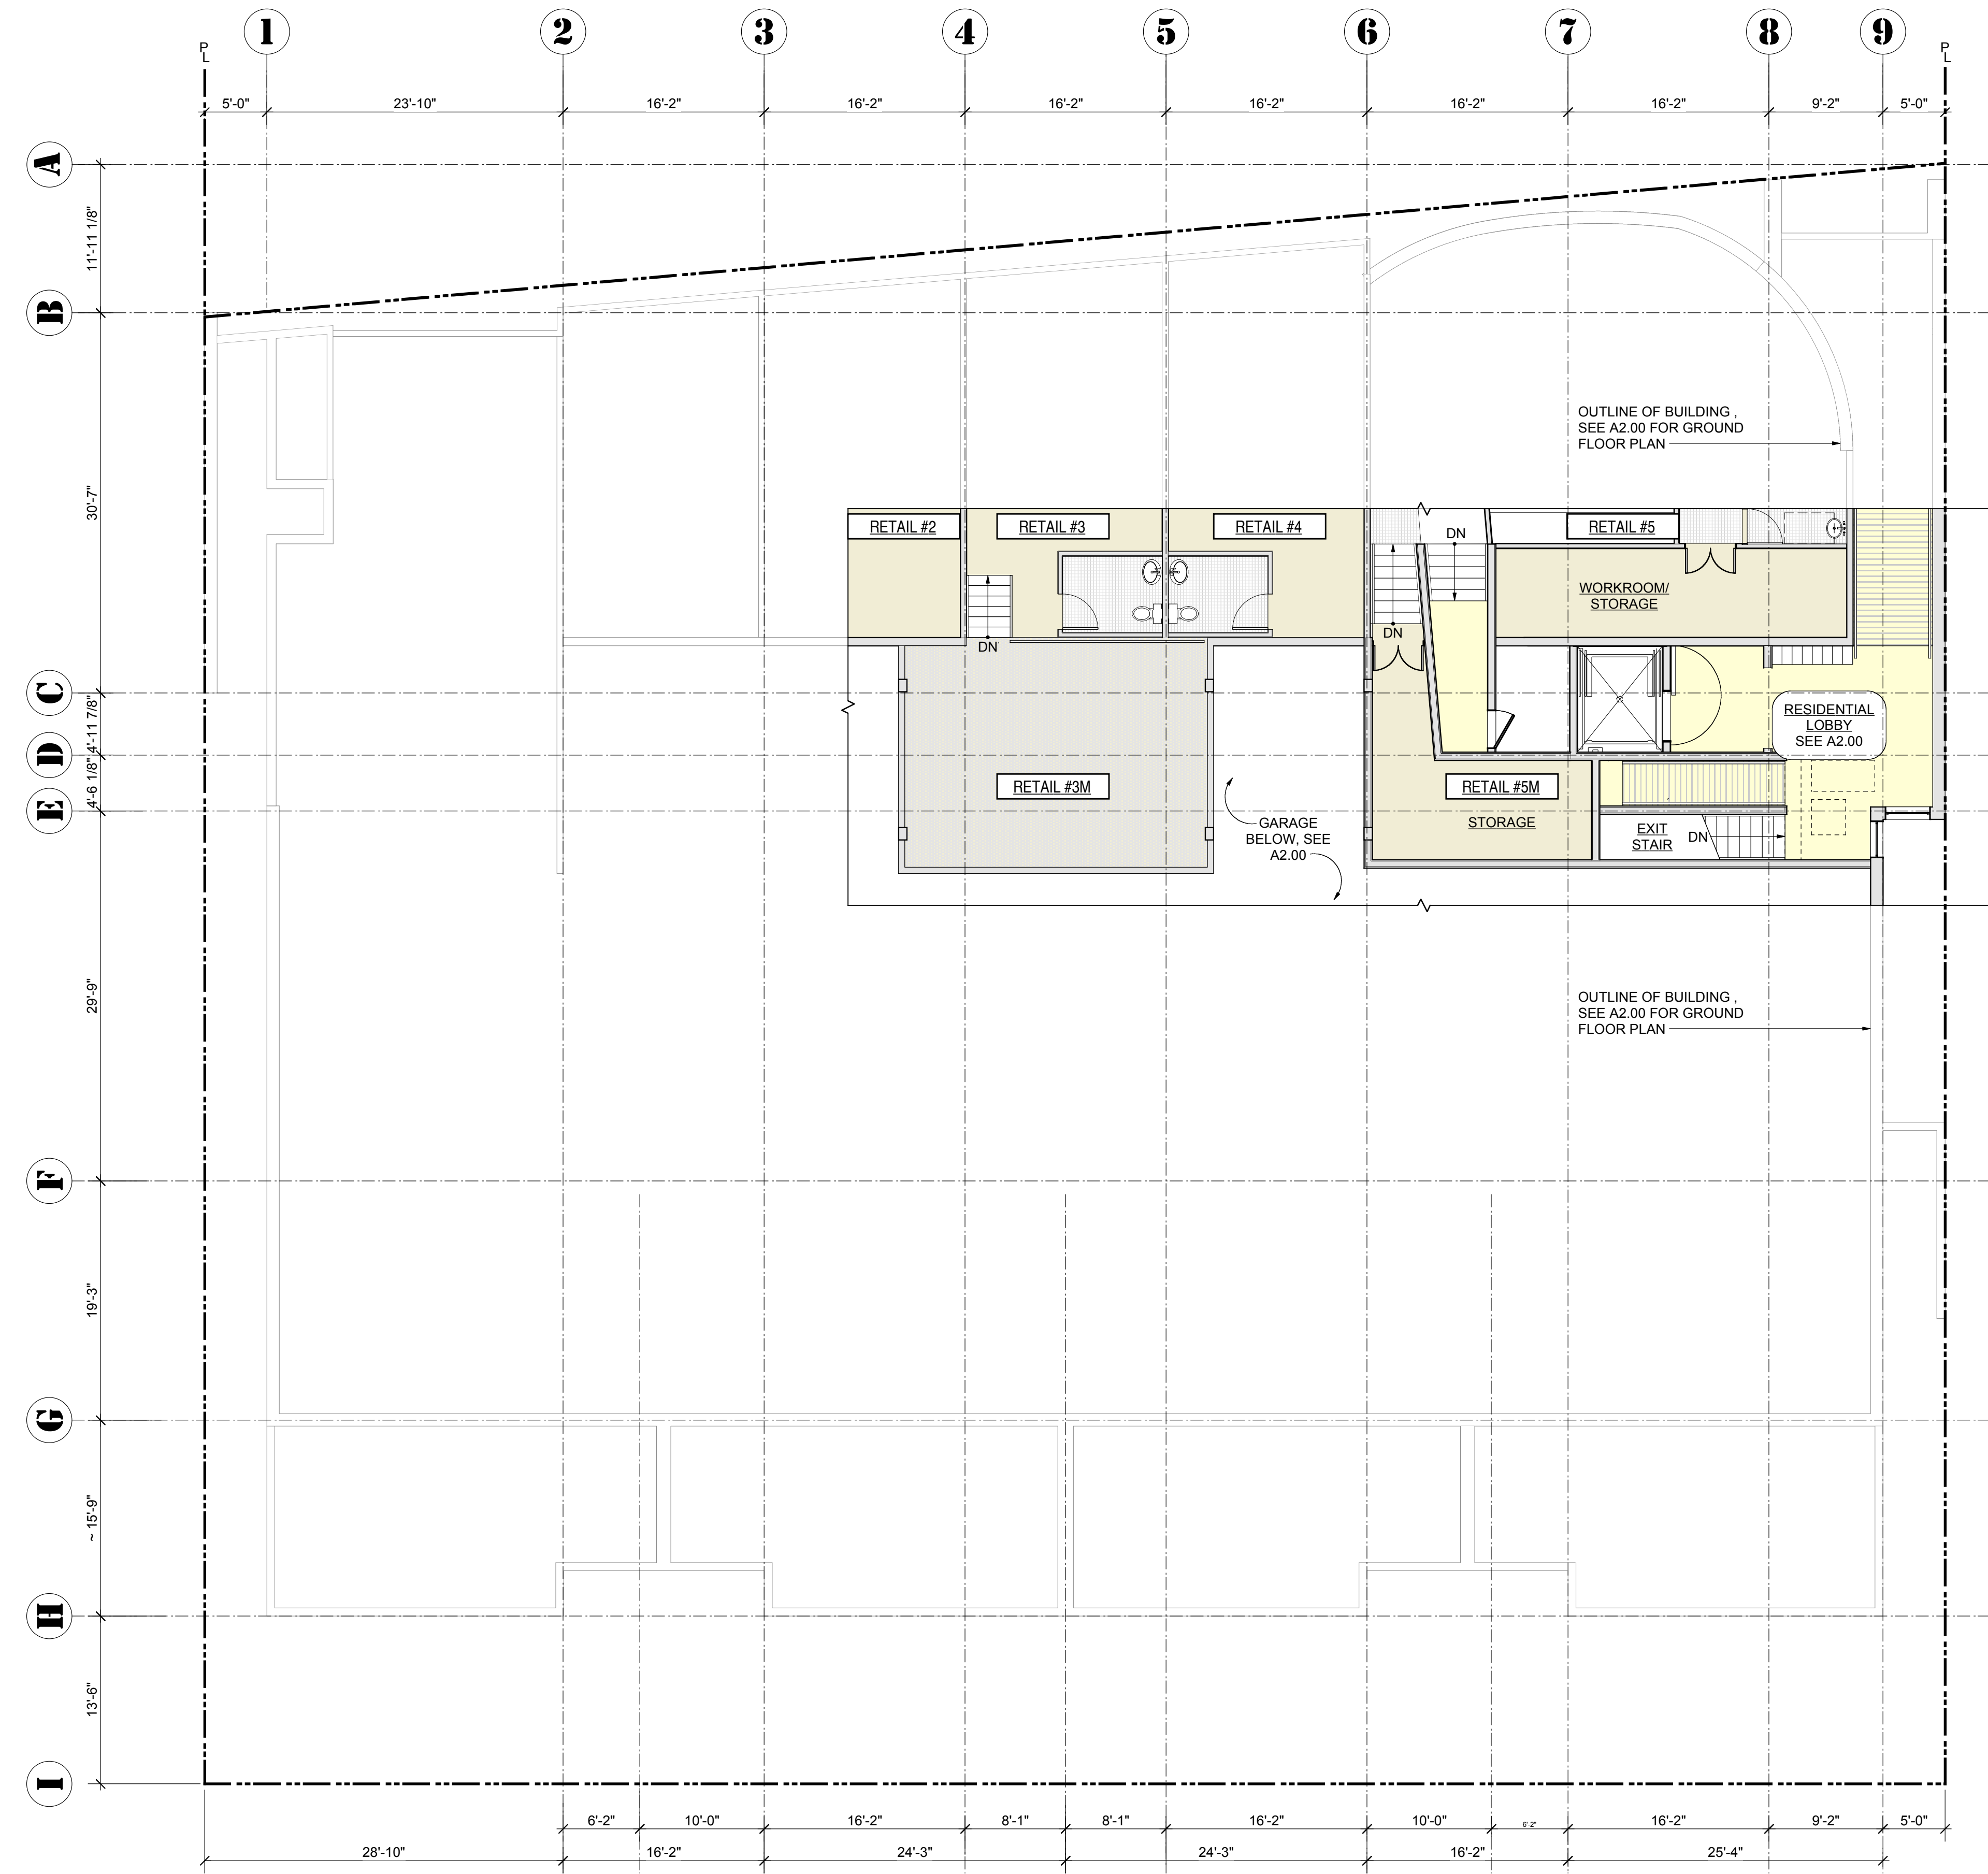 1 2 3 4 5 6 7 8 9
PL PL
5'-0" 23'-10" 16'-2" 16'-2" 16'-2" 16'-2" 16'-2" 16'-2" 9'-2" 5'-0"
A
11'-11 1/8"
B
30'-7"
C
4'-11 7/8"
D
4'-6 1/8"
E
29'-9"
F
19'-3"
G
~ 15'-9"
H
13'-6"
I
OUTLINE OF BUILDING ,
SEE A2.00 FOR GROUND
FLOOR PLAN
RETAIL #2
RETAIL #3
RETAIL #4
RETAIL #5
DN
WORKROOM/
STORAGE
DN
DN
RESIDENTIAL
LOBBY
SEE A2.00
RETAIL #3M
RETAIL #5M
STORAGE
GARAGE
BELOW, SEE
A2.00
EXIT
STAIR
DN
OUTLINE OF BUILDING ,
SEE A2.00 FOR GROUND
FLOOR PLAN
6'-2" 10'-0" 16'-2" 8'-1" 8'-1" 16'-2" 10'-0" 6'-2" 16'-2" 9'-2" 5'-0"
28'-10" 16'-2" 24'-3" 24'-3" 16'-2" 25'-4"